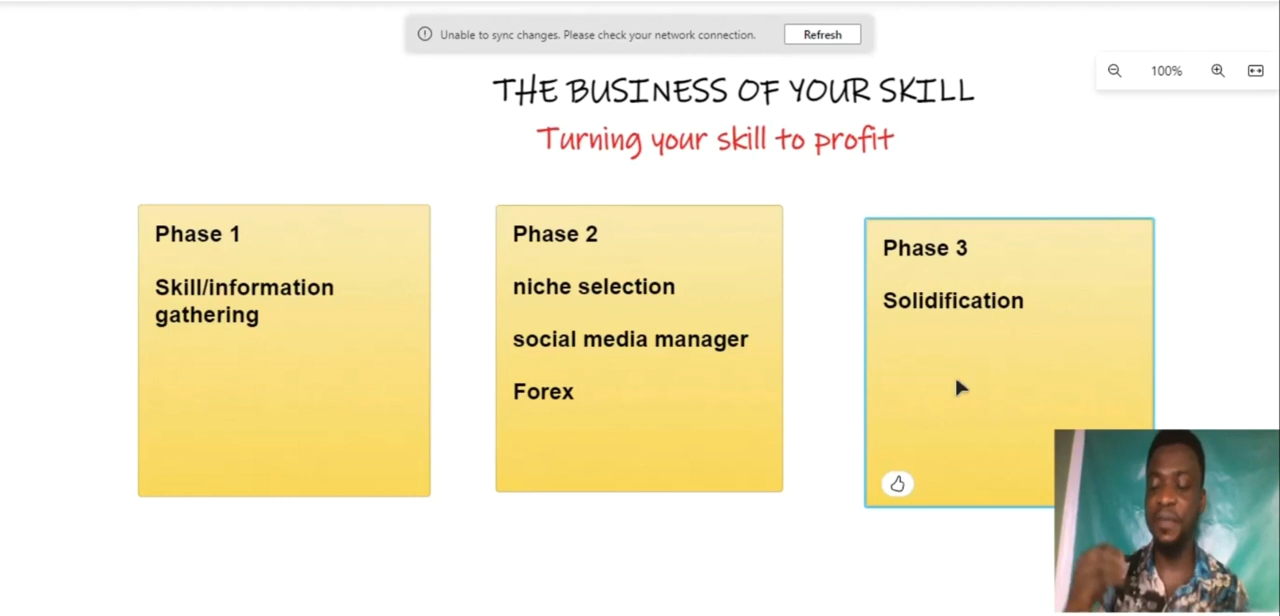 Unable to sync changes. Please check your network connection.
Refresh
100%
THE BUSINESS OF YOUR SKILL
Turning your skill to profit
Phase 1
Skill/information
gathering
Phase 2
niche selection
social media manager
Forex
Phase 3
Solidification